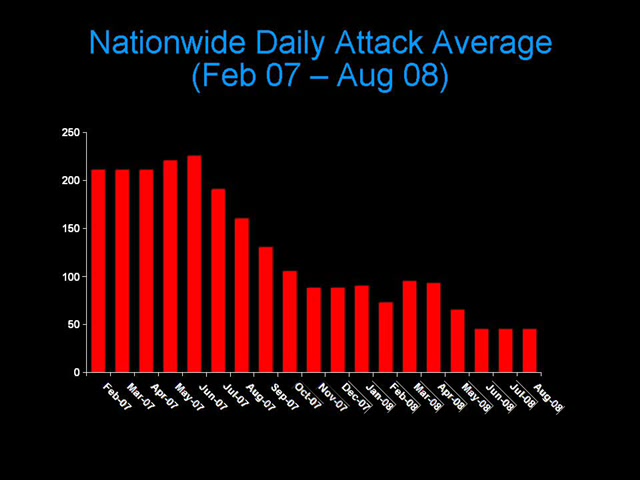 Nationwide Daily Attack Average
(Feb 07 – Aug 08)
250
200
150
100
50
0
Feb-07
Mar-07
Apr-07
May-07
Jun-07
Jul-07
Aug-07
Sep-07
Oct-07
Nov-07
Dec-07
Jan-08
Feb-08
Mar-08
Apr-08
May-08
Jun-08
Jul-08
Aug-08